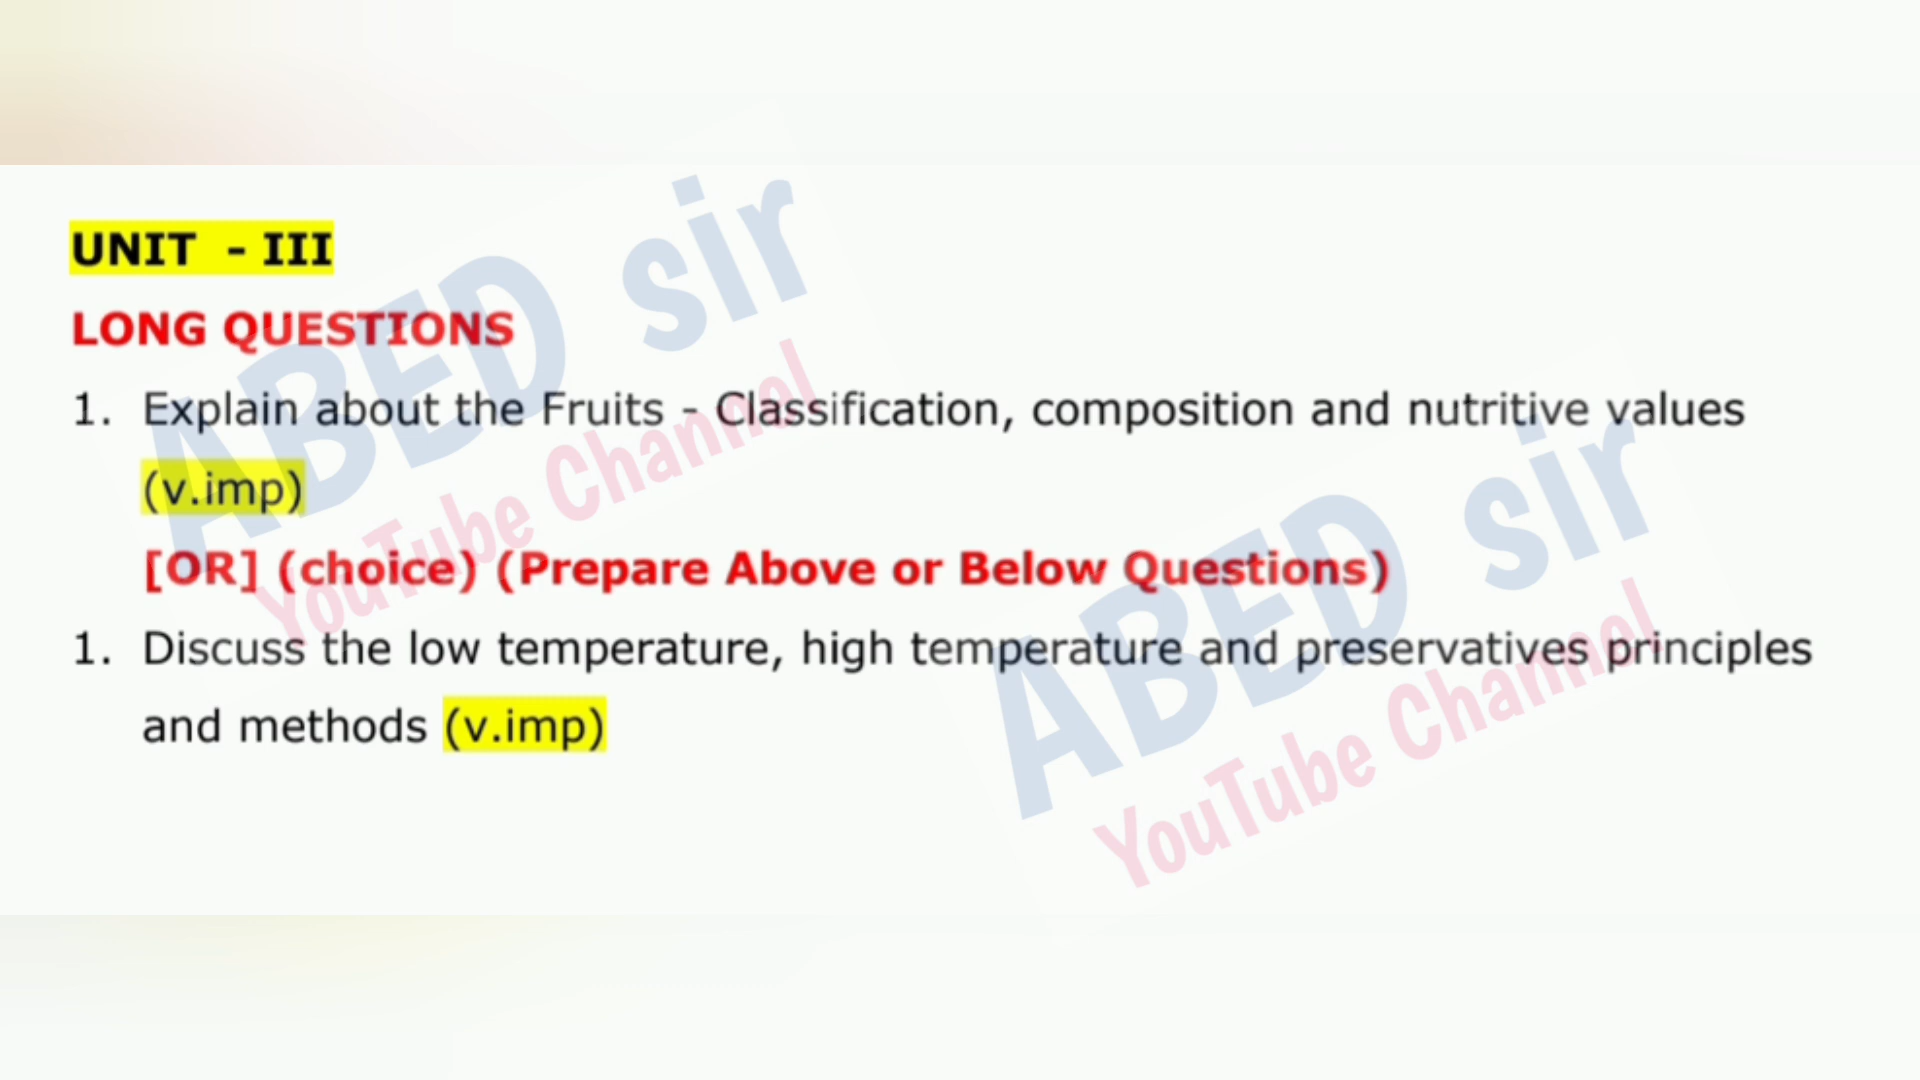 UNIT - III
LONG QUESTIONS
1. Explain about the Fruits - Classification, composition and nutritive values
(v.imp)
[OR] (choice) (Prepare Above or Below Questions)
1. Discuss the low temperature, high temperature and preservatives principles
and methods (v.imp)
ABED sir
YouTube Channel
ABED sir
YouTube Channel